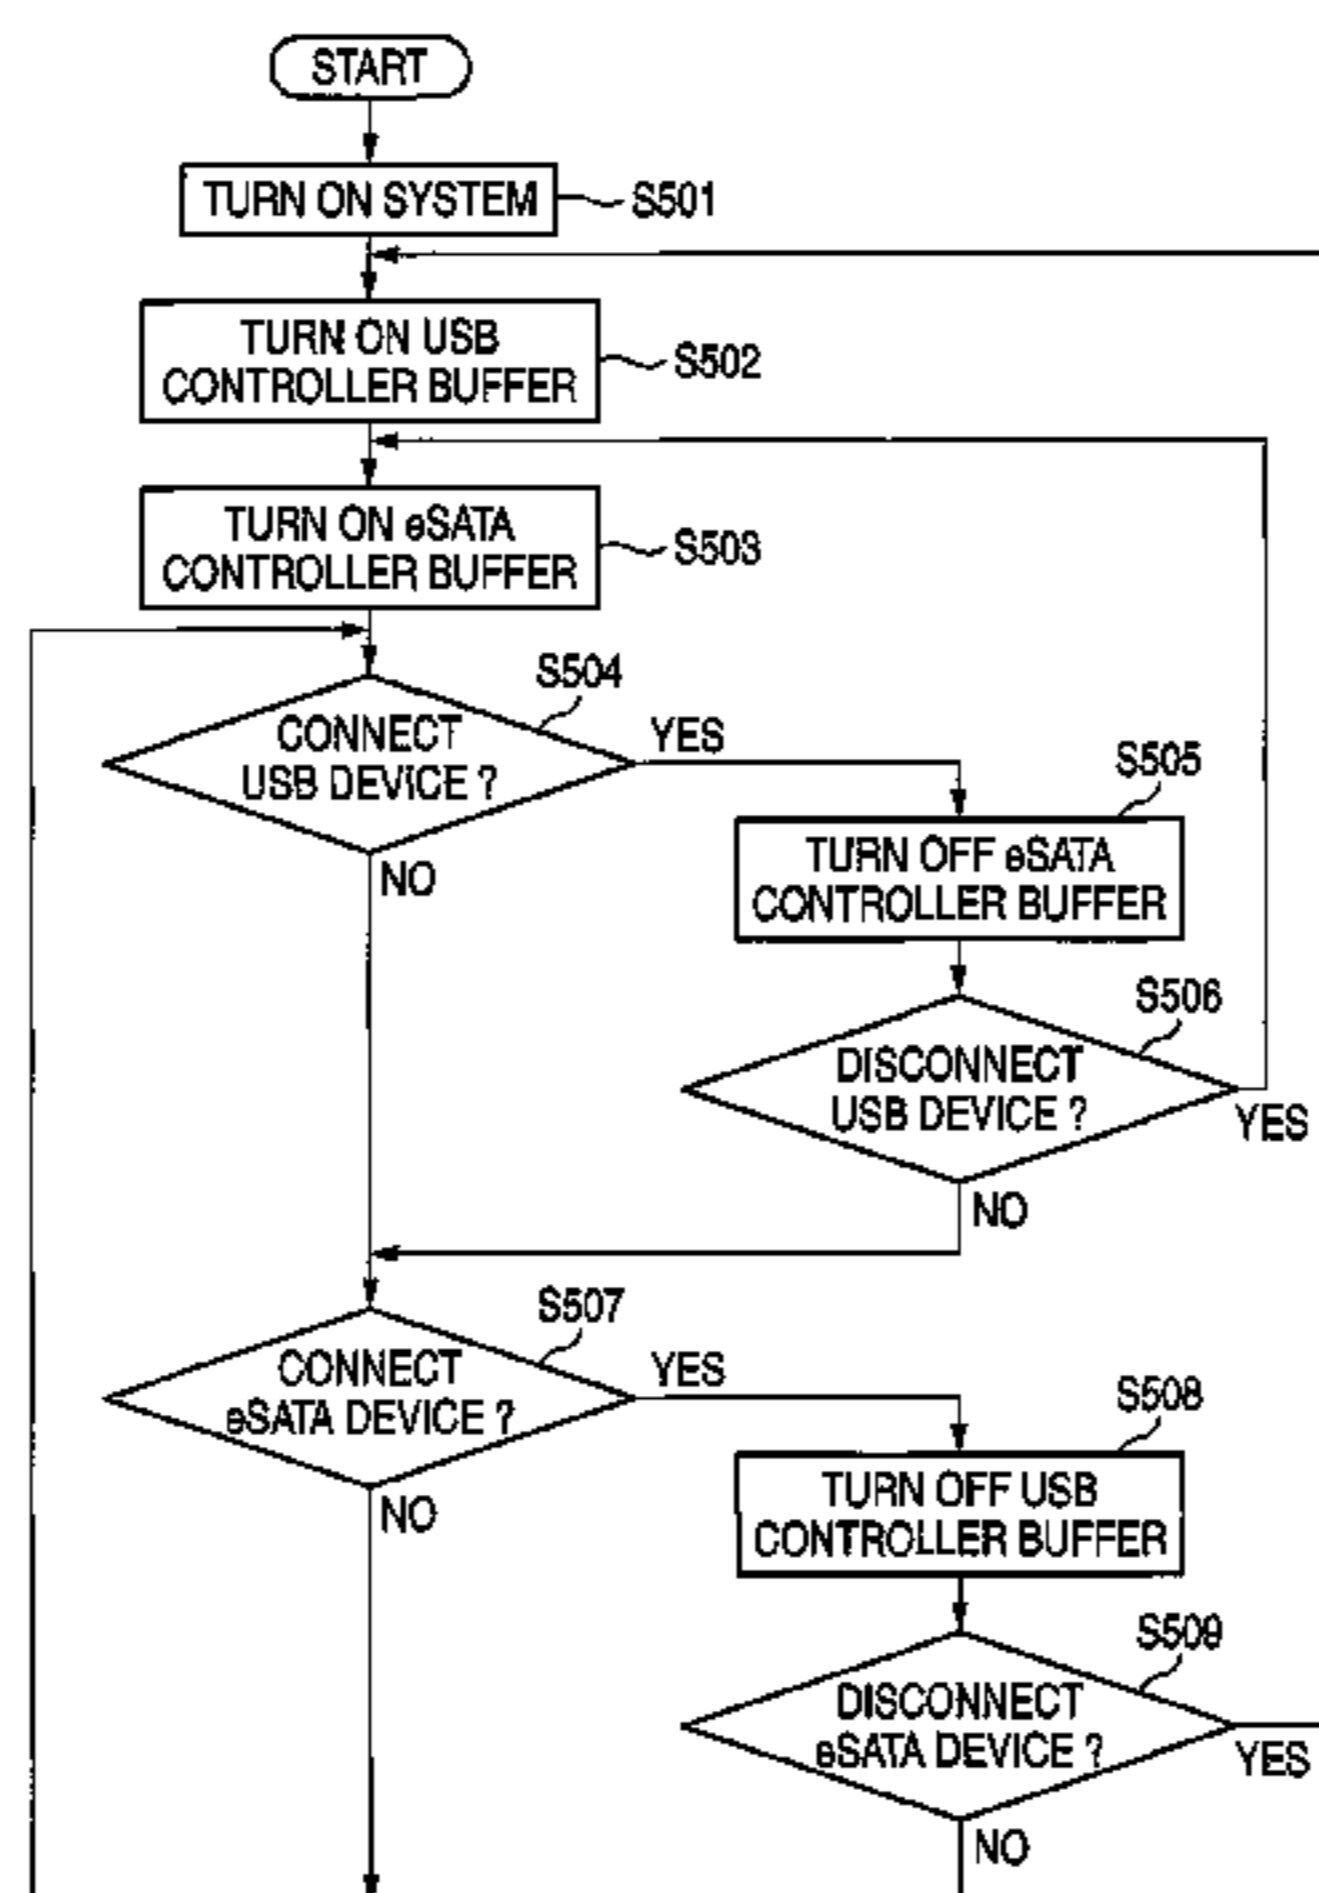 START
TURN ON SYSTEM
S501
TURN ON USB
CONTROLLER BUFFER
S502
TURN ON eSATA
CONTROLLER BUFFER
S503
S504
CONNECT
USB DEVICE ?
YES
NO
S505
TURN OFF eSATA
CONTROLLER BUFFER
S506
DISCONNECT
USB DEVICE ?
YES
NO
S507
CONNECT
eSATA DEVICE ?
YES
NO
S508
TURN OFF USB
CONTROLLER BUFFER
S509
DISCONNECT
eSATA DEVICE ?
YES
NO